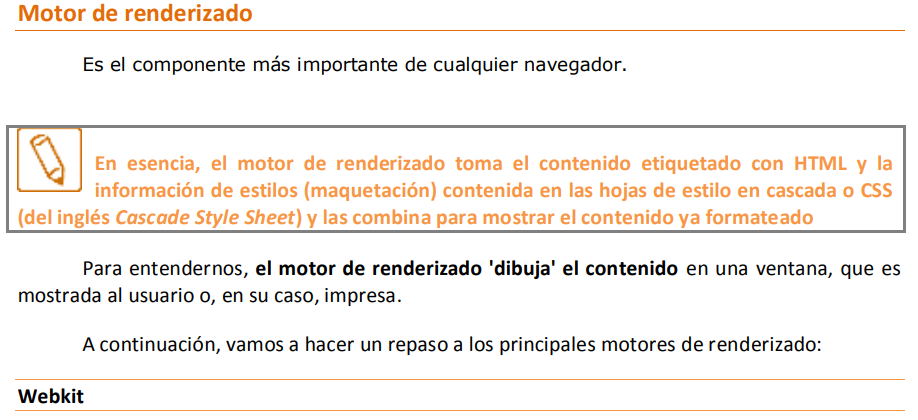 Motor de renderizado
Es el componente más importante de cualquier navegador.
En esencia, el motor de renderizado toma el contenido etiquetado con HTML y la
información de estilos (maquetación) contenida en las hojas de estilo en cascada o CSS
(del inglés Cascade Style Sheet) y las combina para mostrar el contenido ya formateado
Para entendernos, el motor de renderizado 'dibuja' el contenido en una ventana, que es
mostrada al usuario o, en su caso, impresa.
A continuación, vamos a hacer un repaso a los principales motores de renderizado:
Webkit